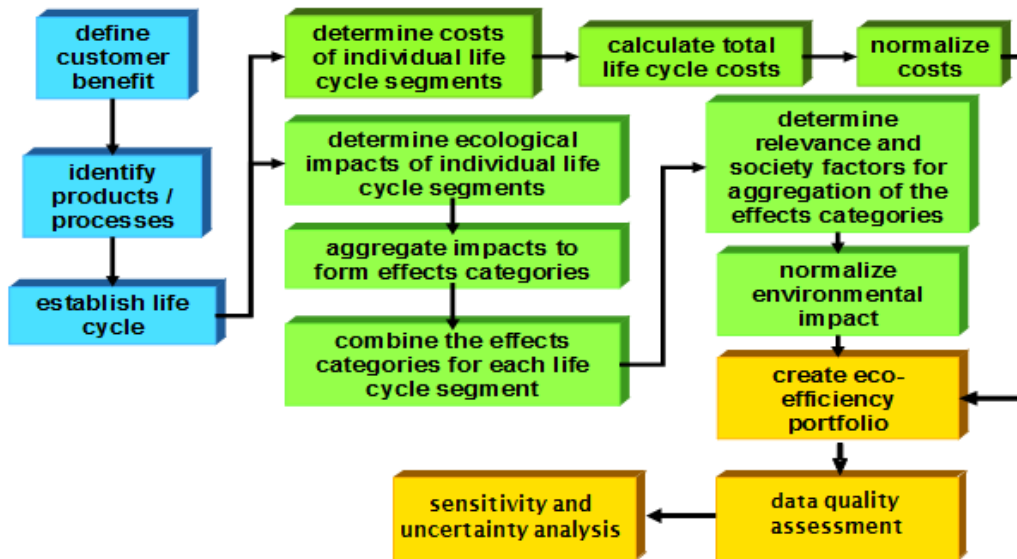 define
customer
benefit
identify
products /
processes
establish life
cycle
determine costs
of individual life
cycle segments
calculate total
life cycle costs
normalize
costs
determine ecological
impacts of individual life
cycle segments
aggregate impacts to
form effects categories
combine the effects
categories for each life
cycle segment
determine
relevance and
society factors for
aggregation of the
effects categories
normalize
environmental
impact
create eco-
efficiency
portfolio
data quality
assessment
sensitivity and
uncertainty analysis